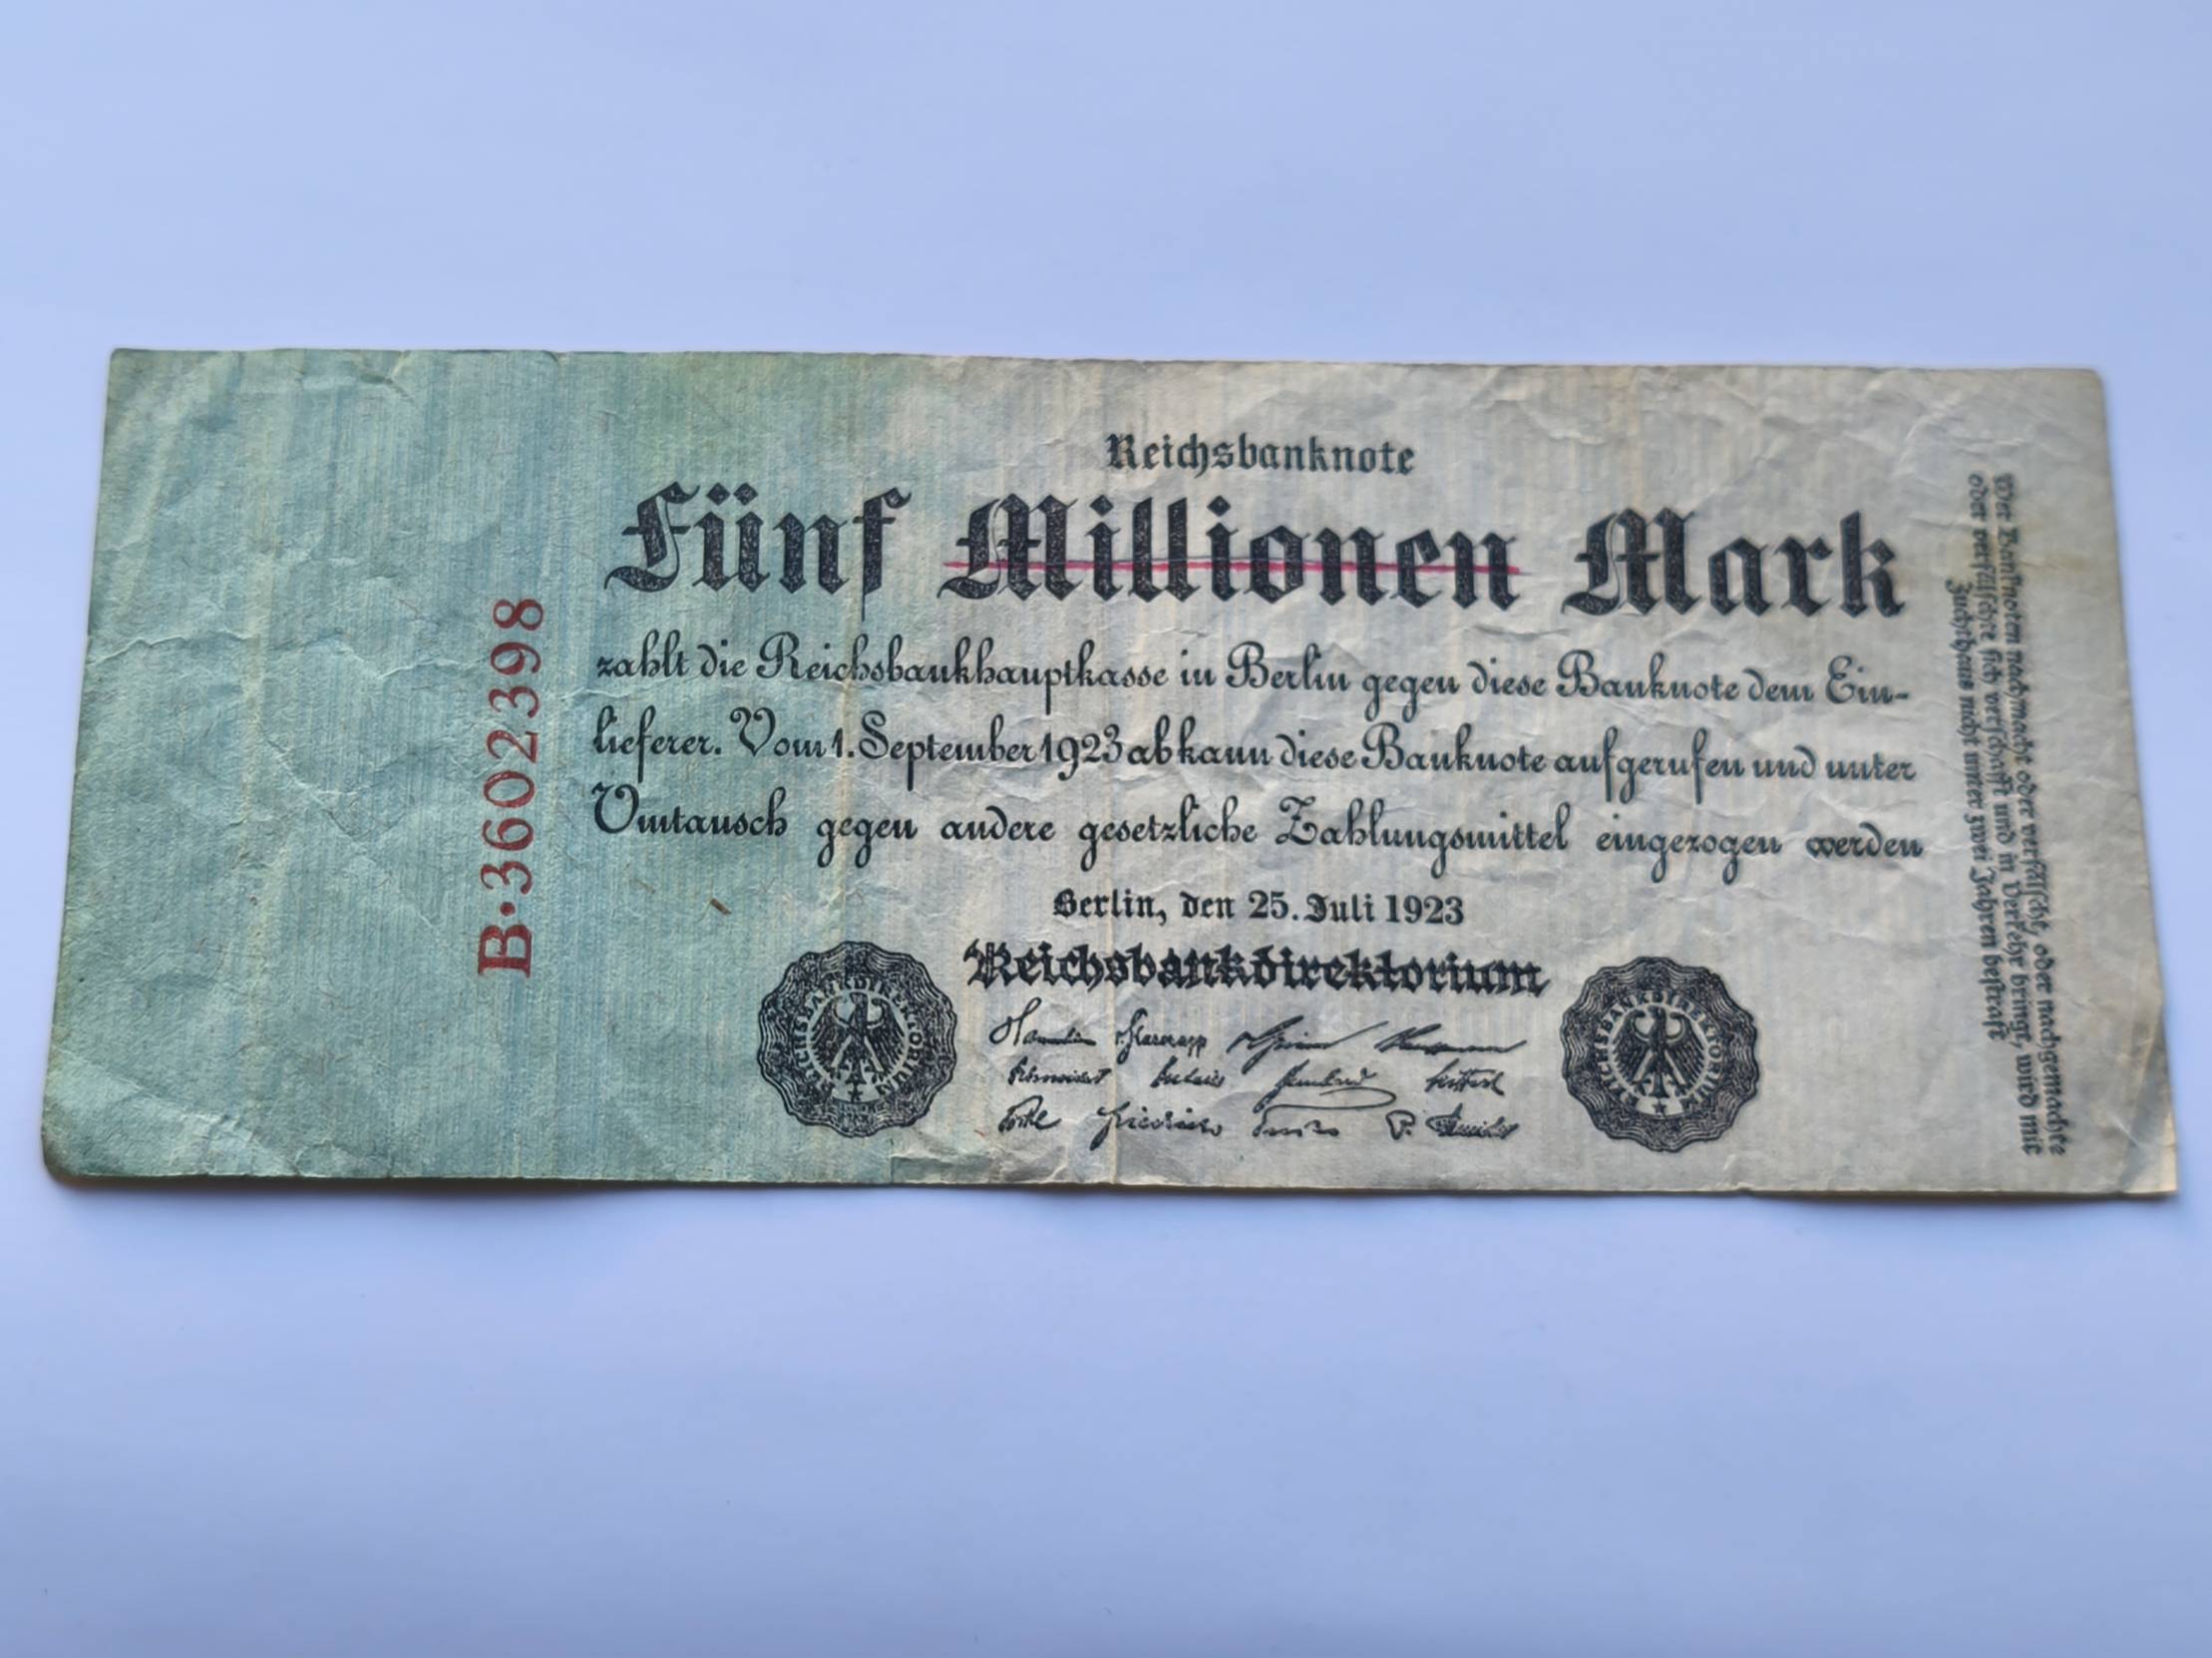 Reichsbanknote
Fünf Millionen Mark
zahlt die Reichsbankhauptkasse in Berlin gegen diese Banknote dem Ein-
lieferer. Vom 1. September 1923 ab kann diese Banknote aufgerufen und unter
Umtausch gegen andere gesetzliche Zahlungsmittel eingezogen werden
Berlin, den 25. Juli 1923
Reichsbankdirektorium
REICHSBANKDIREKTORIUM
REICHSBANKDIREKTORIUM
B·3602398
Wer Banknoten nachmacht oder verfälscht, oder nachgemachte
oder verfälschte sich verschafft und in Verkehr bringt, wird mit
Zuchthaus nicht unter zwei Jahren bestraft